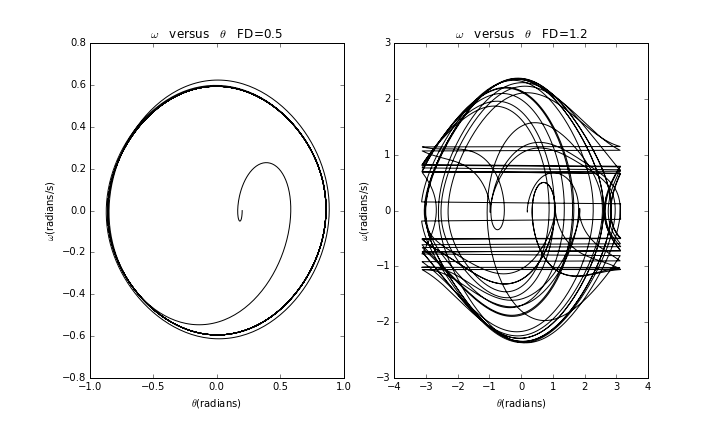 ω versus θ FD=0.5
0.8
0.6
0.4
0.2
0.0
−0.2
−0.4
−0.6
−0.8
−1.0 −0.5 0.0 0.5 1.0
ω(radians/s)
θ(radians)
ω versus θ FD=1.2
3
2
1
0
−1
−2
−3
−4 −3 −2 −1 0 1 2 3 4
ω(radians/s)
θ(radians)